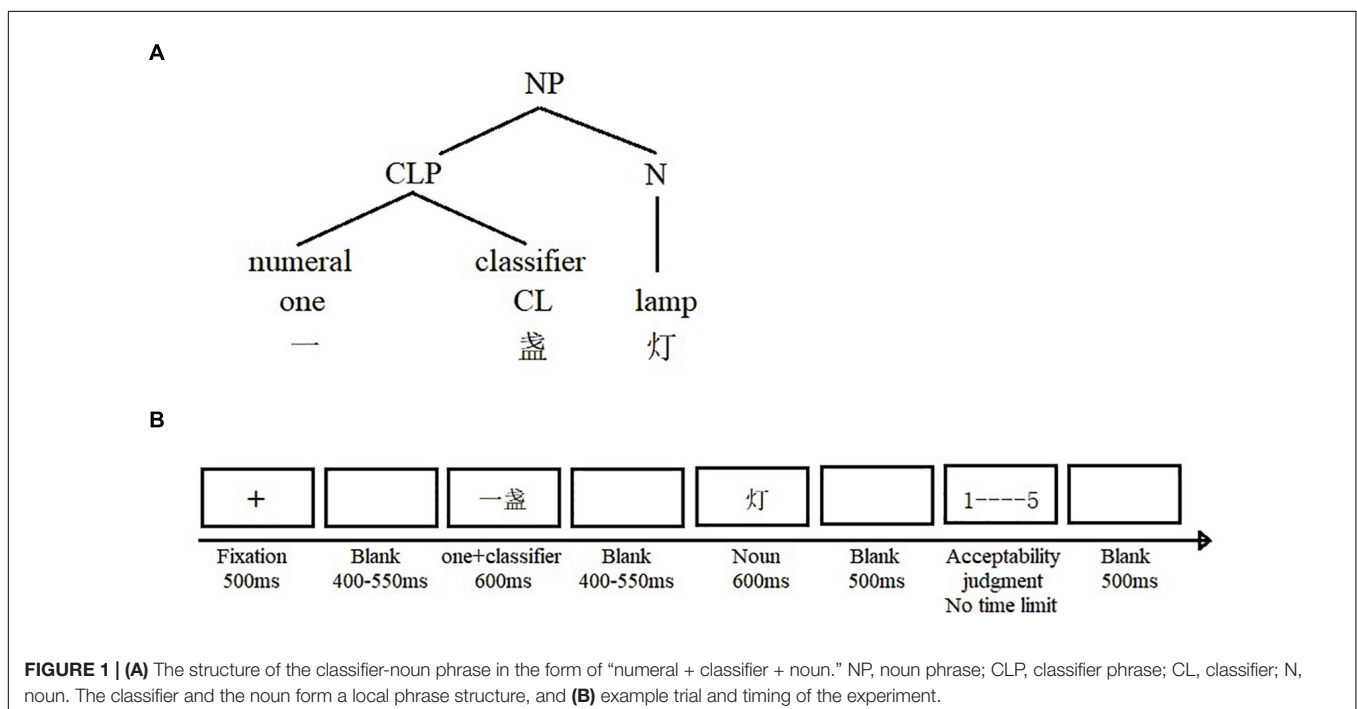 A
NP
CLP N
numeral classifier
one CL lamp
一 盏 灯
B
+ 一盏 灯 1----5
Fixation Blank one+classifier Blank Noun Blank Acceptability Blank
500ms 400-550ms 600ms 400-550ms 600ms 500ms judgment 500ms
No time limit
FIGURE 1 | (A) The structure of the classifier-noun phrase in the form of “numeral + classifier + noun.” NP, noun phrase; CLP, classifier phrase; CL, classifier; N,
noun. The classifier and the noun form a local phrase structure, and (B) example trial and timing of the experiment.